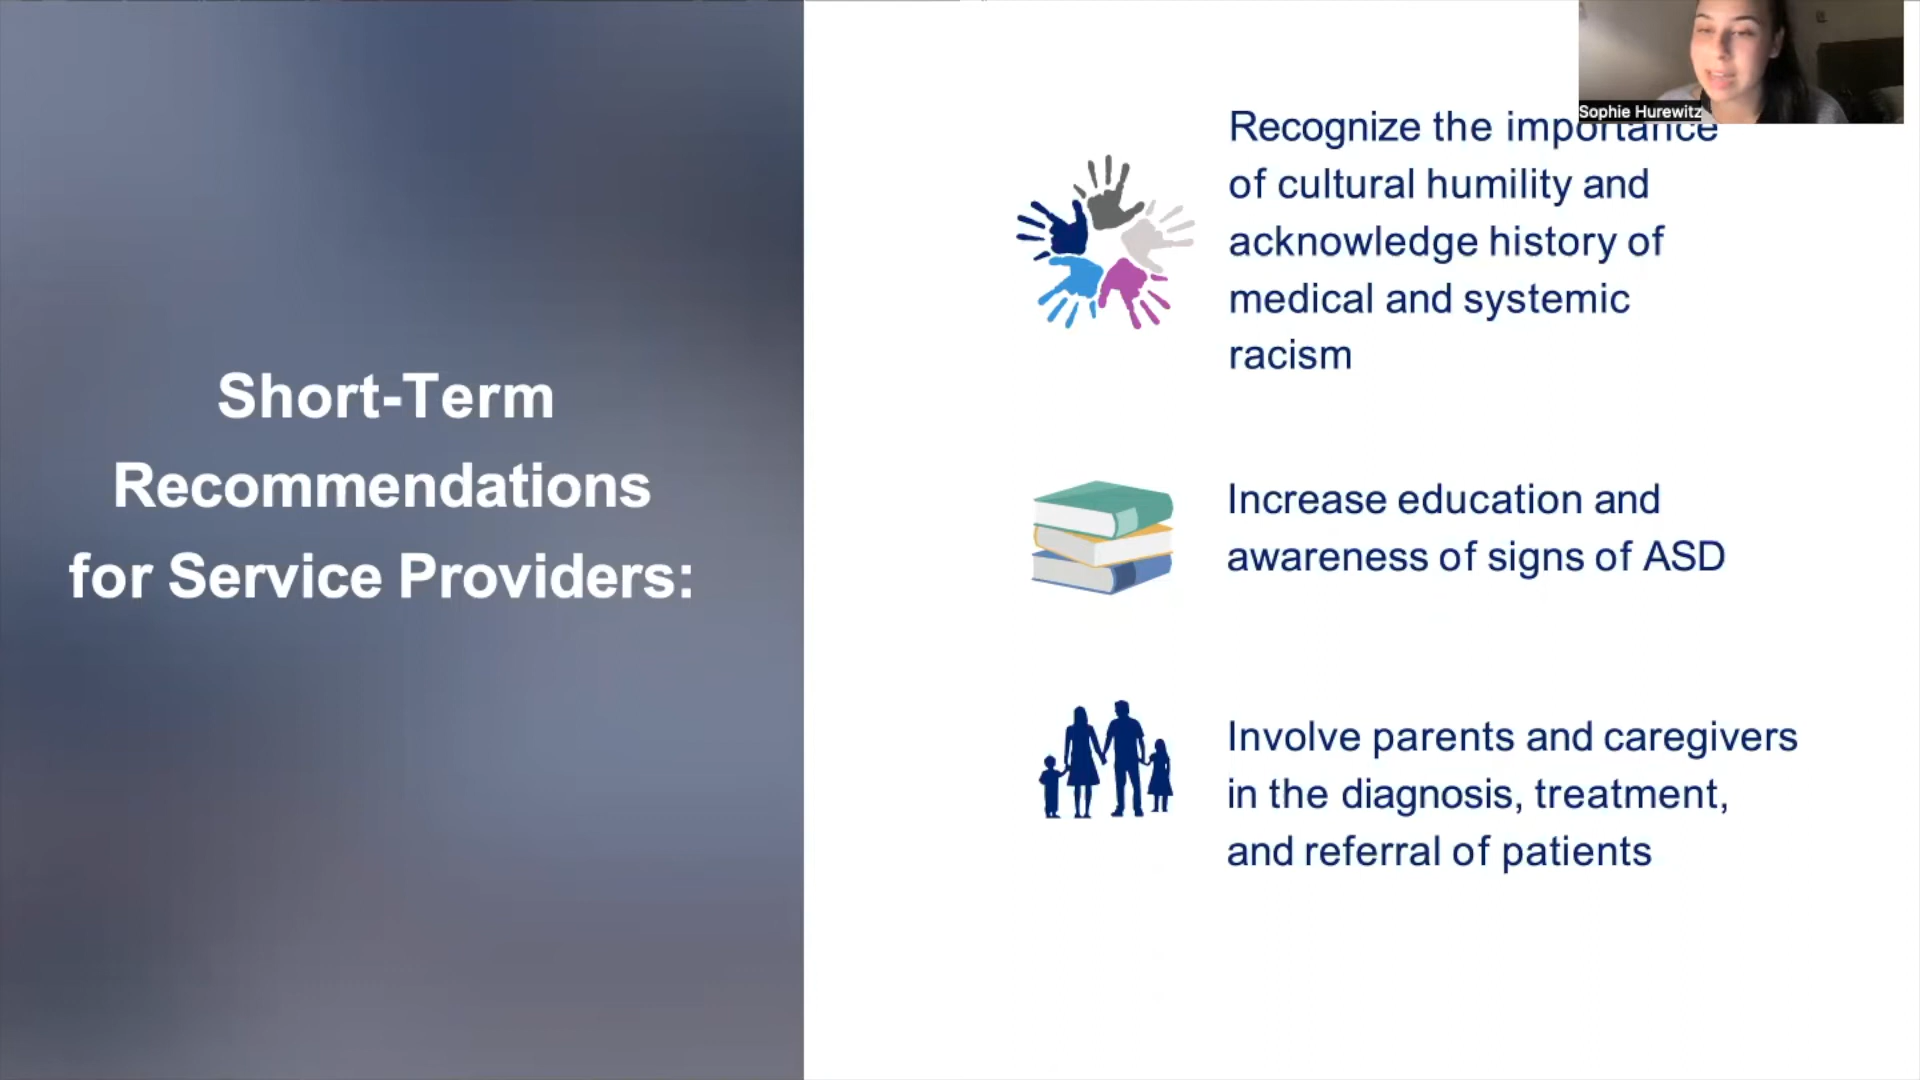 Short-Term
Recommendations
for Service Providers:
Sophie Hurewitz
Recognize the importance
of cultural humility and
acknowledge history of
medical and systemic
racism
Increase education and
awareness of signs of ASD
Involve parents and caregivers
in the diagnosis, treatment,
and referral of patients